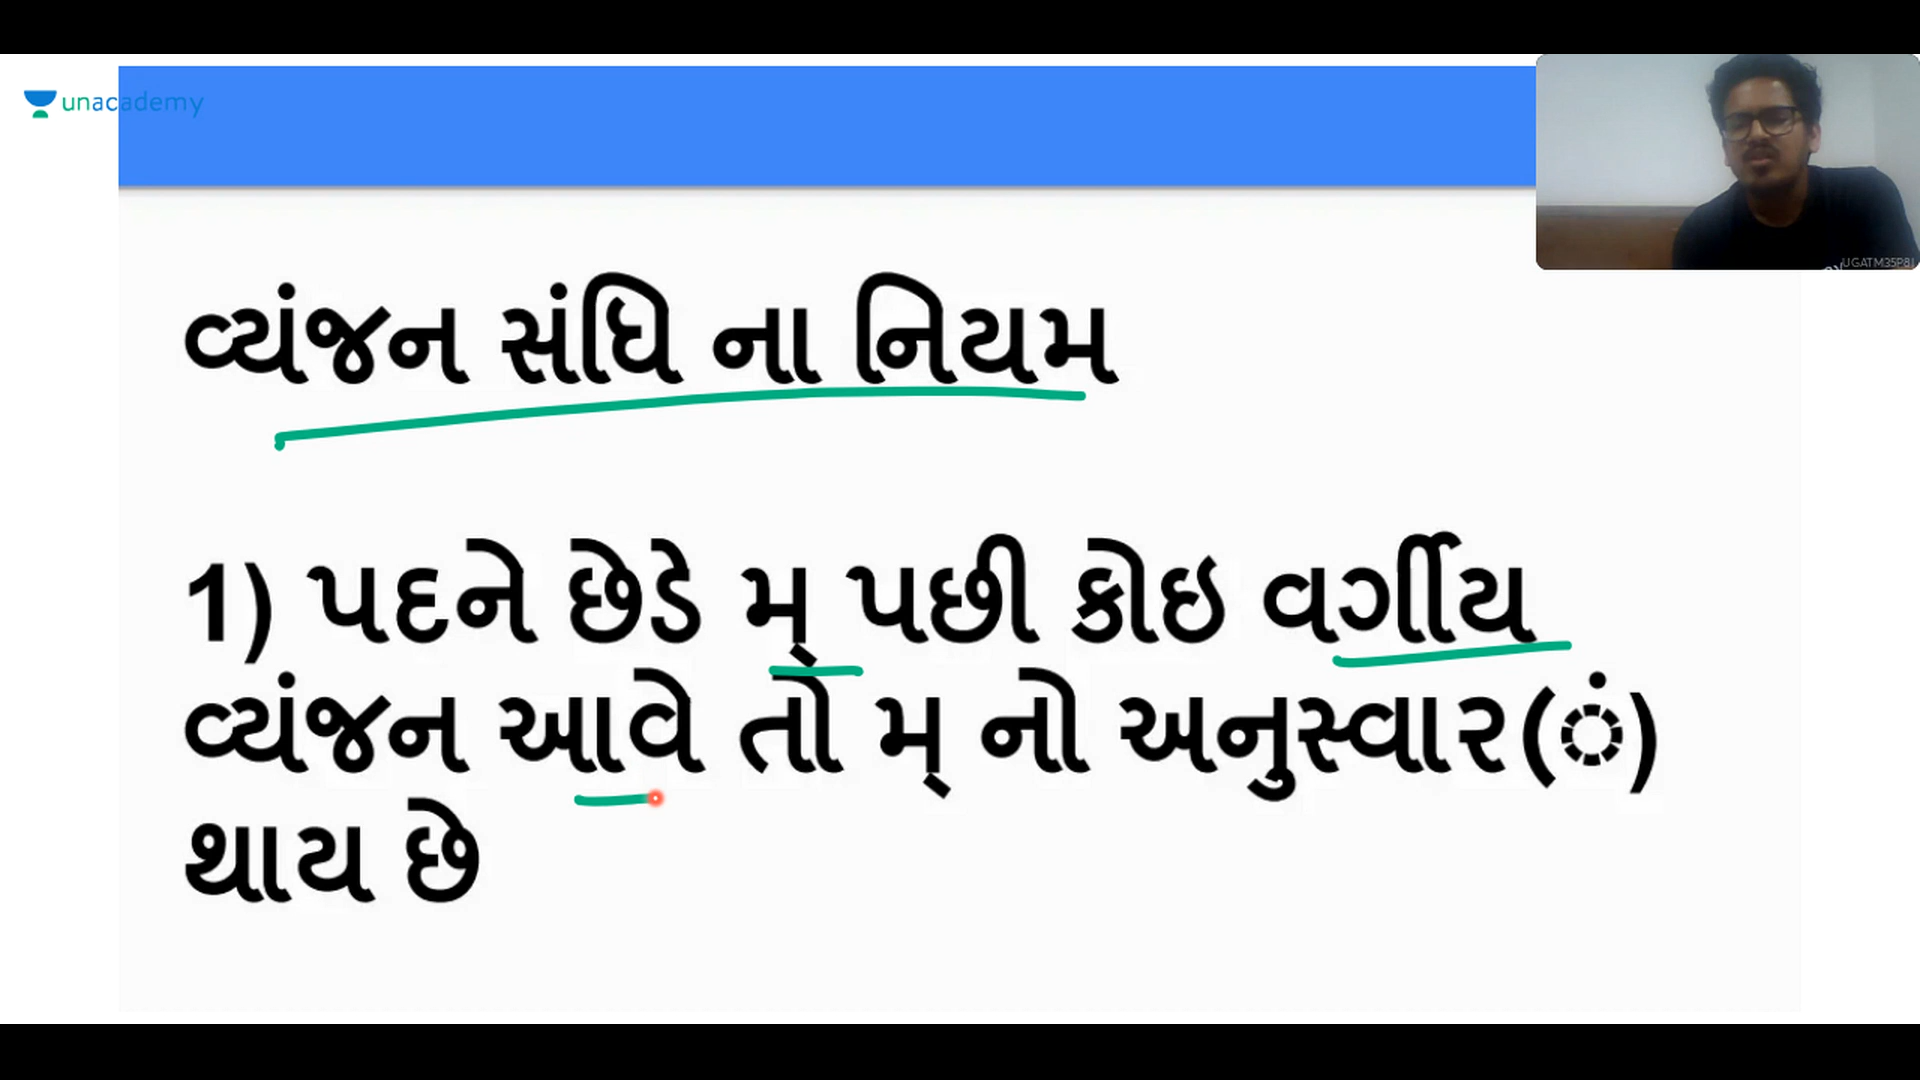 unacademy
વ્યંજન સંધિ ના નિયમ
1) પદને છેડે મ્ પછી કોઇ વર્ગીય
વ્યંજન આવે તો મ્ નો અનુસ્વાર(ં)
થાય છે